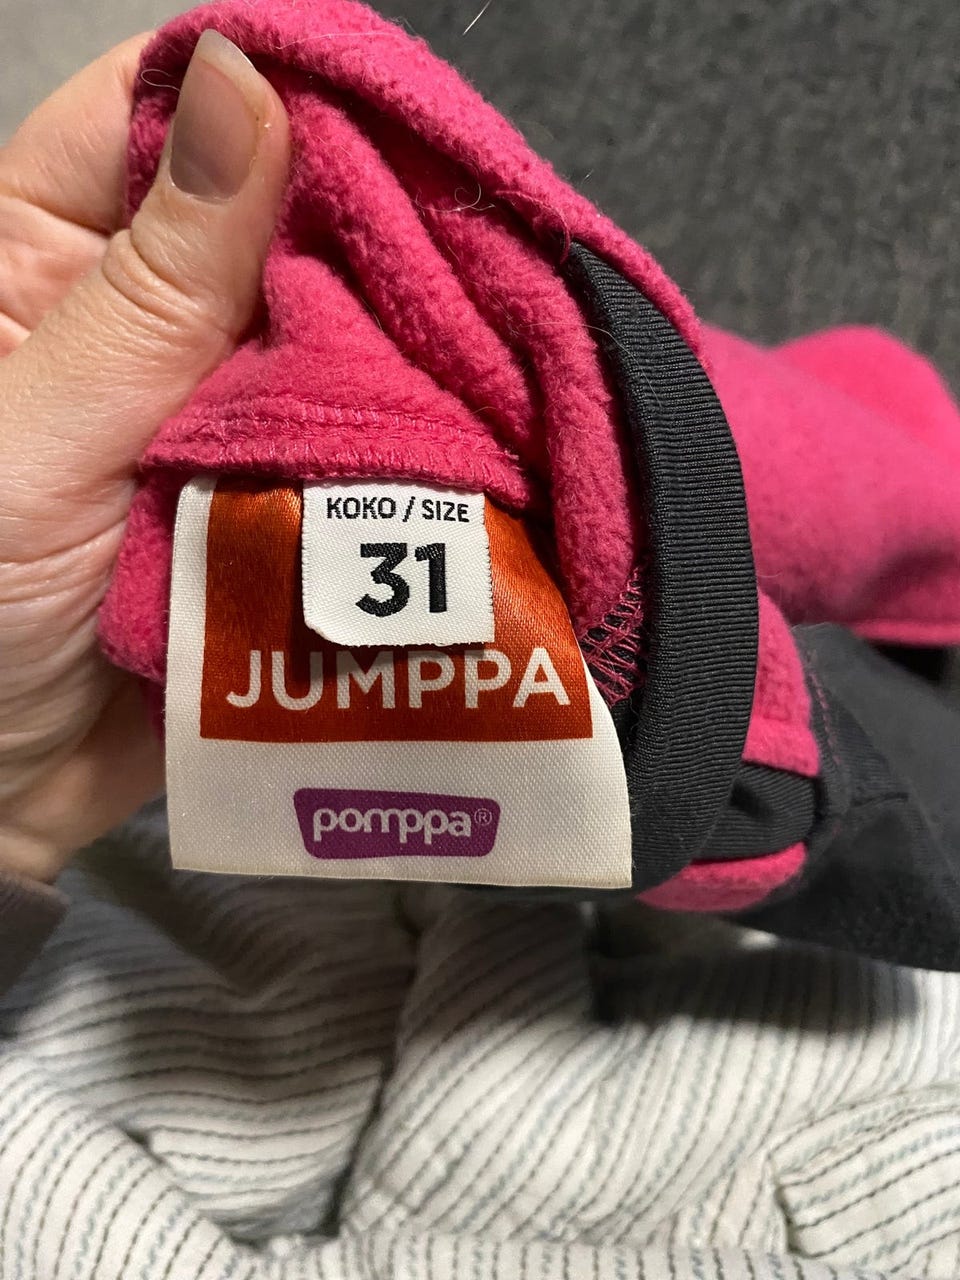 KOKO / SIZE
31
JUMPPA
pomppa®